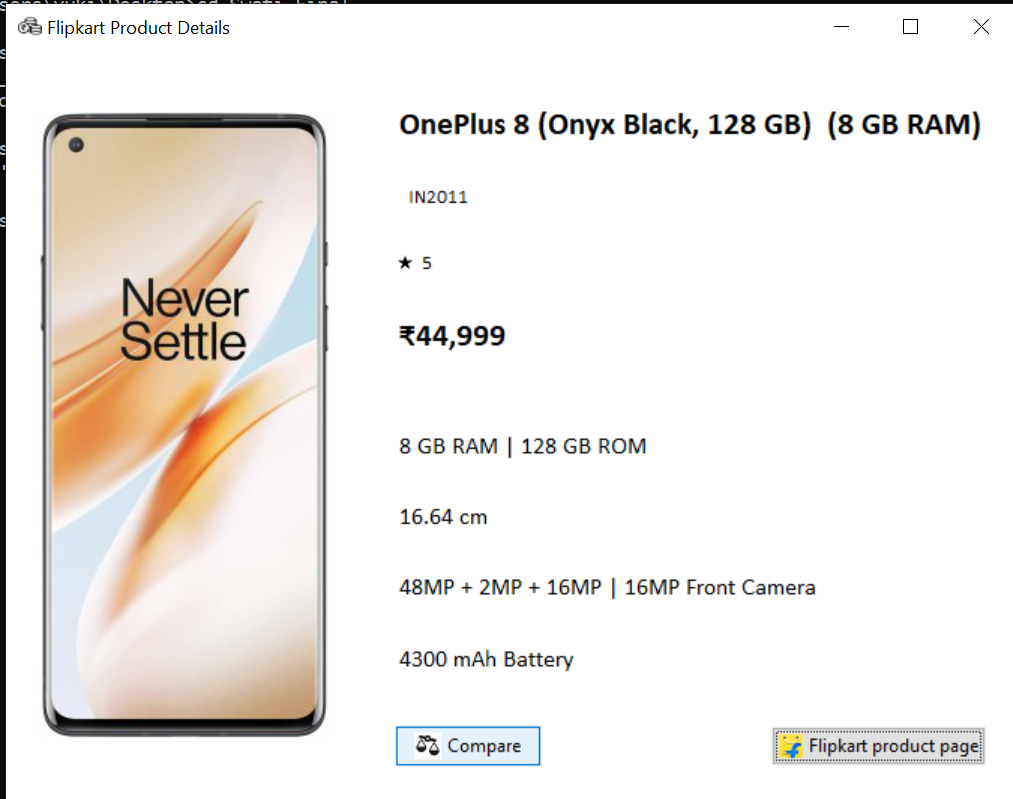 Flipkart Product Details
OnePlus 8 (Onyx Black, 128 GB) (8 GB RAM)
IN2011
★ 5
₹44,999
Never
Settle
8 GB RAM | 128 GB ROM
16.64 cm
48MP + 2MP + 16MP | 16MP Front Camera
4300 mAh Battery
Compare
Flipkart product page